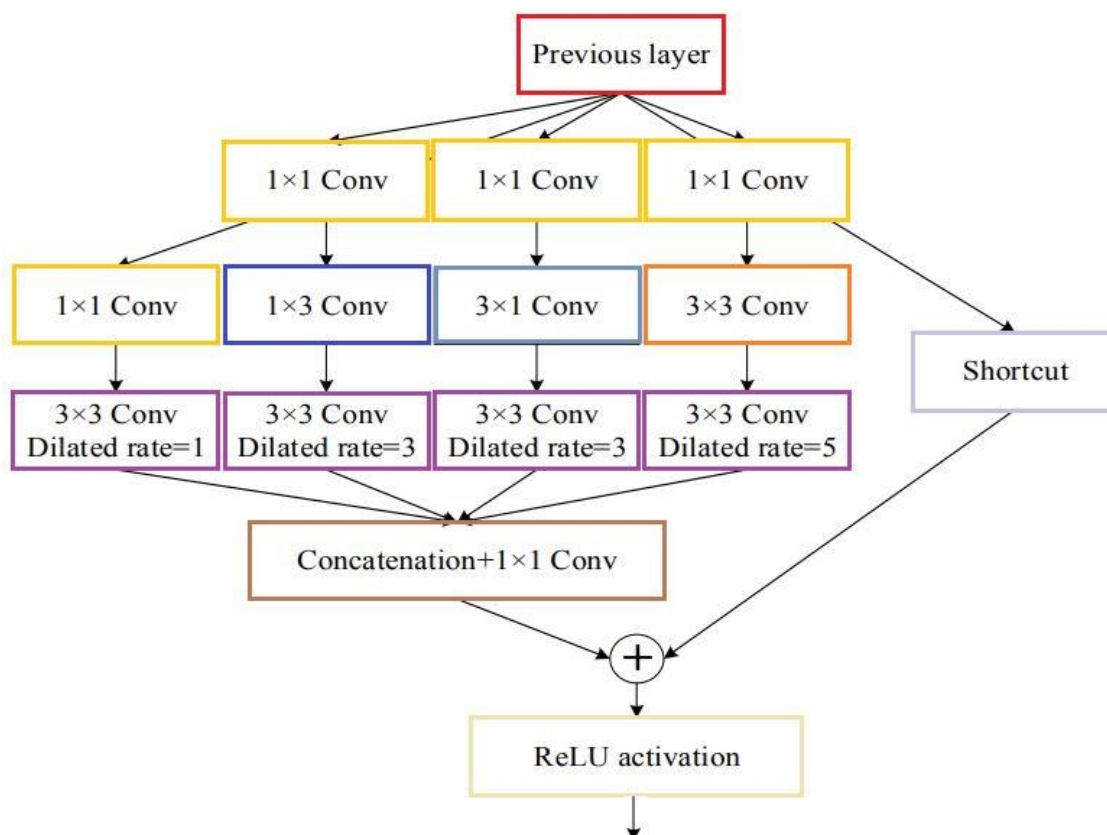 Previous layer
1×1 Conv
1×1 Conv
1×1 Conv
1×1 Conv
1×3 Conv
3×1 Conv
3×3 Conv
Shortcut
3×3 Conv
Dilated rate=1
3×3 Conv
Dilated rate=3
3×3 Conv
Dilated rate=3
3×3 Conv
Dilated rate=5
Concatenation+1×1 Conv
+
ReLU activation